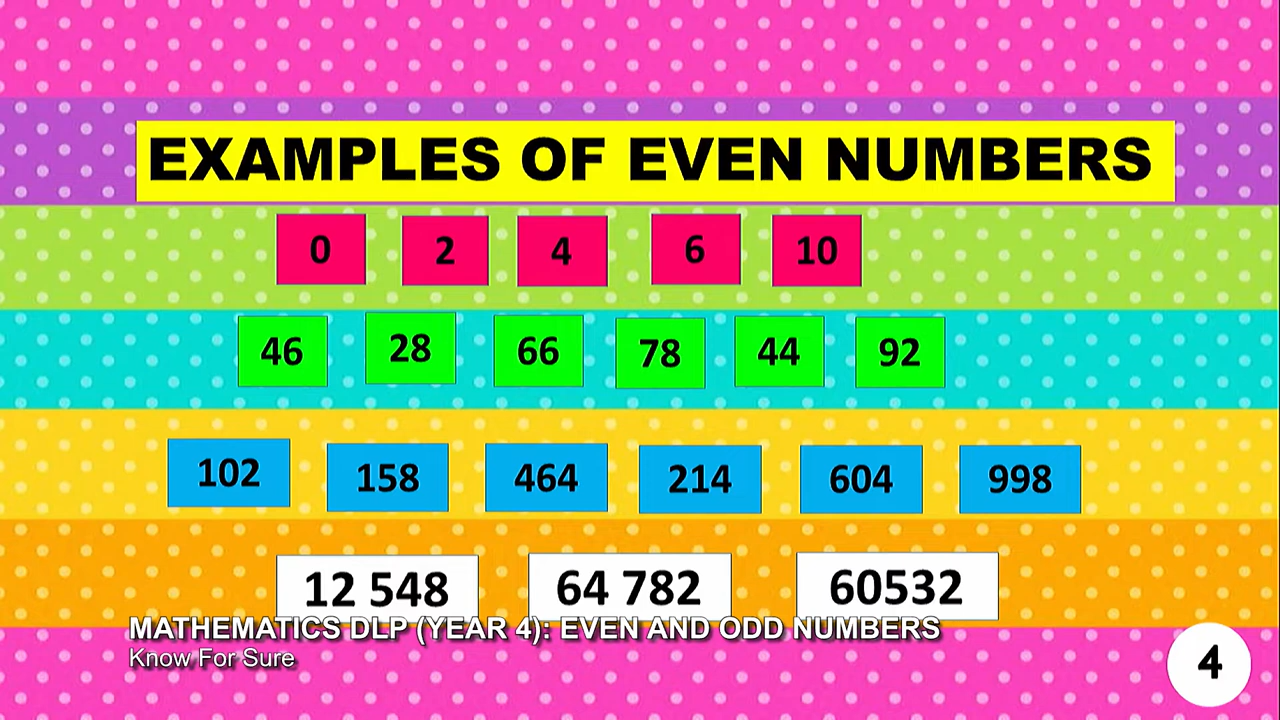 EXAMPLES OF EVEN NUMBERS
0 2 4 6 10
46 28 66 78 44 92
102 158 464 214 604 998
12 548 64 782 60532
MATHEMATICS DLP (YEAR 4): EVEN AND ODD NUMBERS
Know For Sure
4